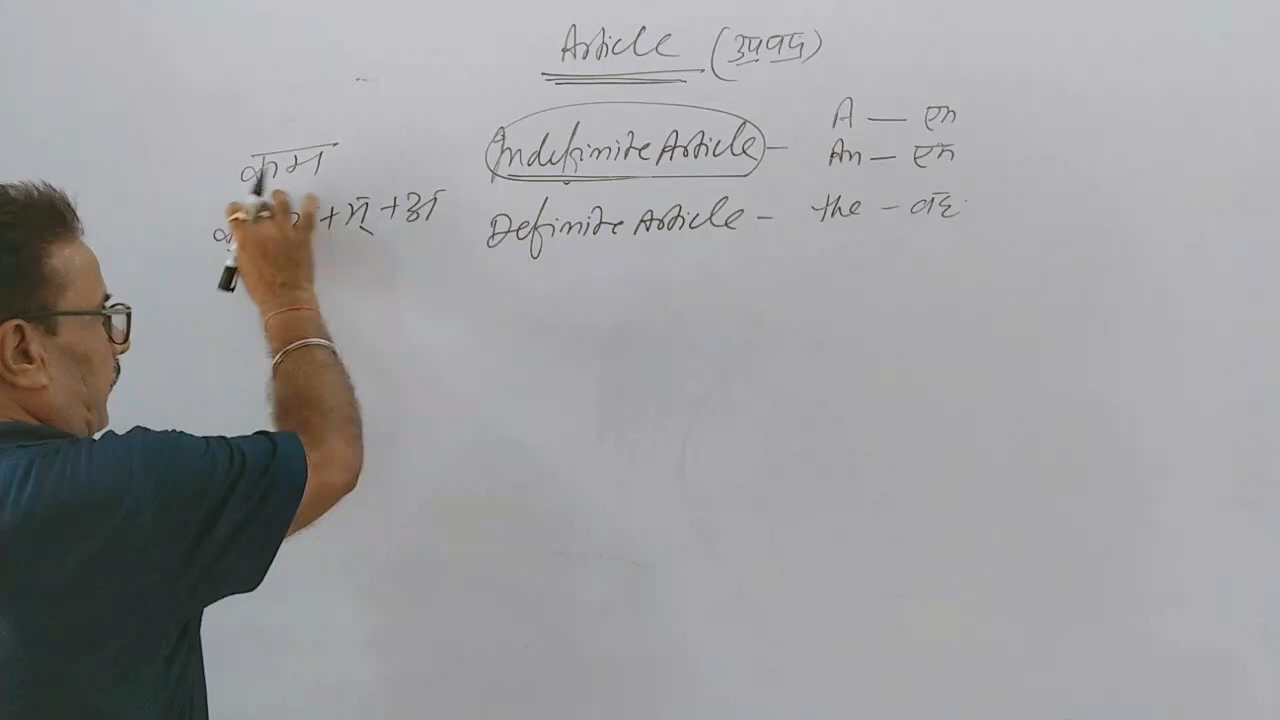 Article (उपपद)
Indefinite Article – A — एक
An — एक
Definite Article – the – वह
कम
+ म् + अ